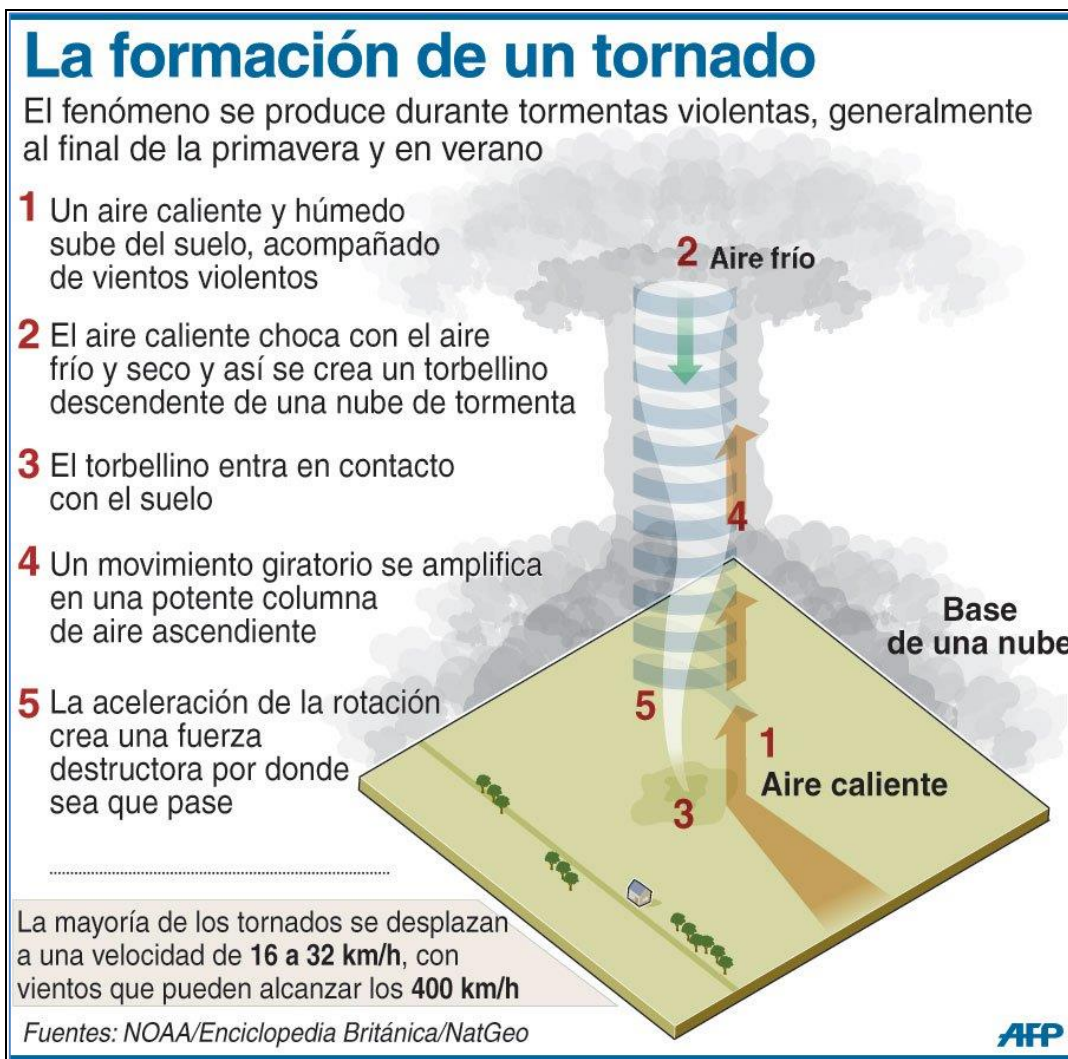 La formación de un tornado
El fenómeno se produce durante tormentas violentas, generalmente
al final de la primavera y en verano
1 Un aire caliente y húmedo
sube del suelo, acompañado
de vientos violentos
2 El aire caliente choca con el aire
frío y seco y así se crea un torbellino
descendente de una nube de tormenta
3 El torbellino entra en contacto
con el suelo
4 Un movimiento giratorio se amplifica
en una potente columna
de aire ascendiente
5 La aceleración de la rotación
crea una fuerza
destructora por donde
sea que pase
2 Aire frío
4
Base
de una nube
5
1
Aire caliente
3
La mayoría de los tornados se desplazan
a una velocidad de 16 a 32 km/h, con
vientos que pueden alcanzar los 400 km/h
Fuentes: NOAA/Enciclopedia Británica/NatGeo
AFP